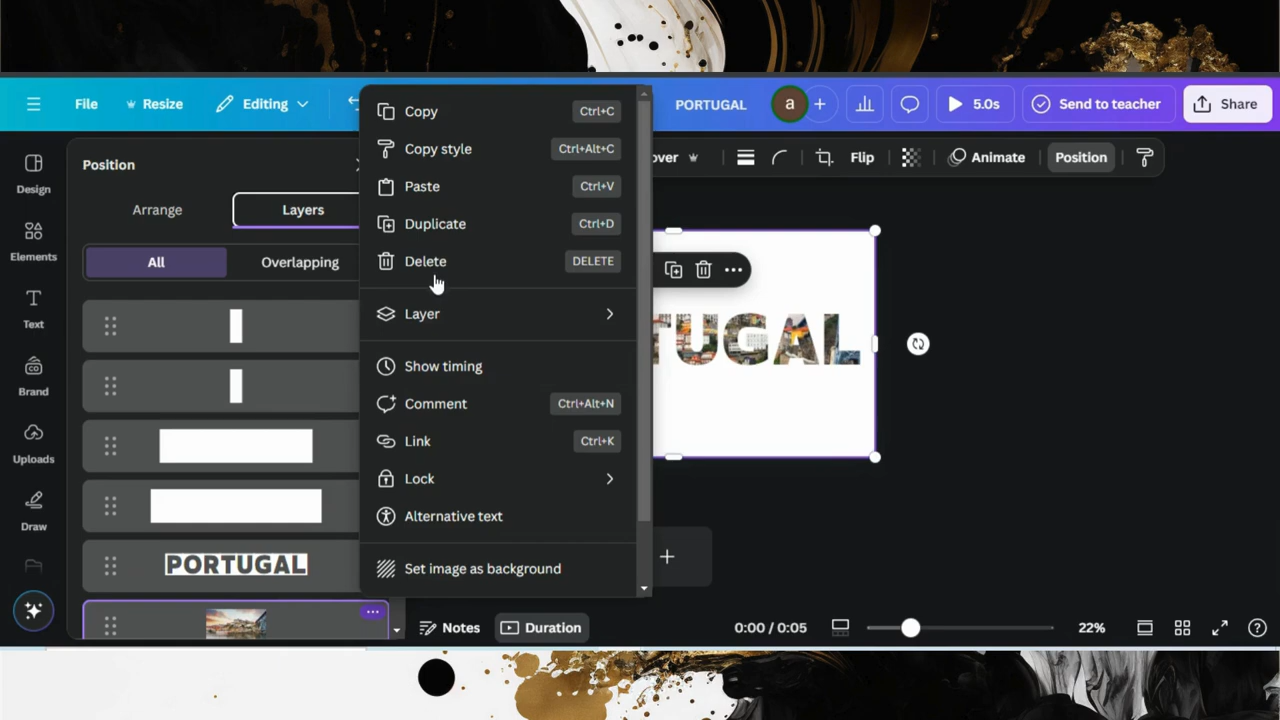 File
Resize
Editing
PORTUGAL
a
5.0s
Send to teacher
Share
Design
Elements
Text
Brand
Uploads
Draw
Position
Arrange
Layers
All
Overlapping
PORTUGAL
Copy Ctrl+C
Copy style Ctrl+Alt+C
Paste Ctrl+V
Duplicate Ctrl+D
Delete DELETE
Layer
Show timing
Comment Ctrl+Alt+N
Link Ctrl+K
Lock
Alternative text
Set image as background
Flip
Animate
Position
TUGAL
Notes
Duration
0:00 / 0:05
22%